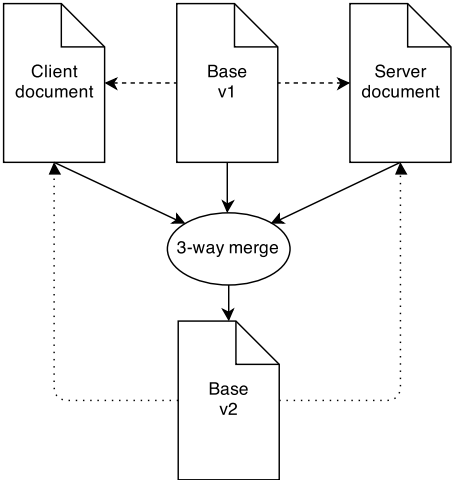 Client
document
Base
v1
Server
document
3-way merge
Base
v2